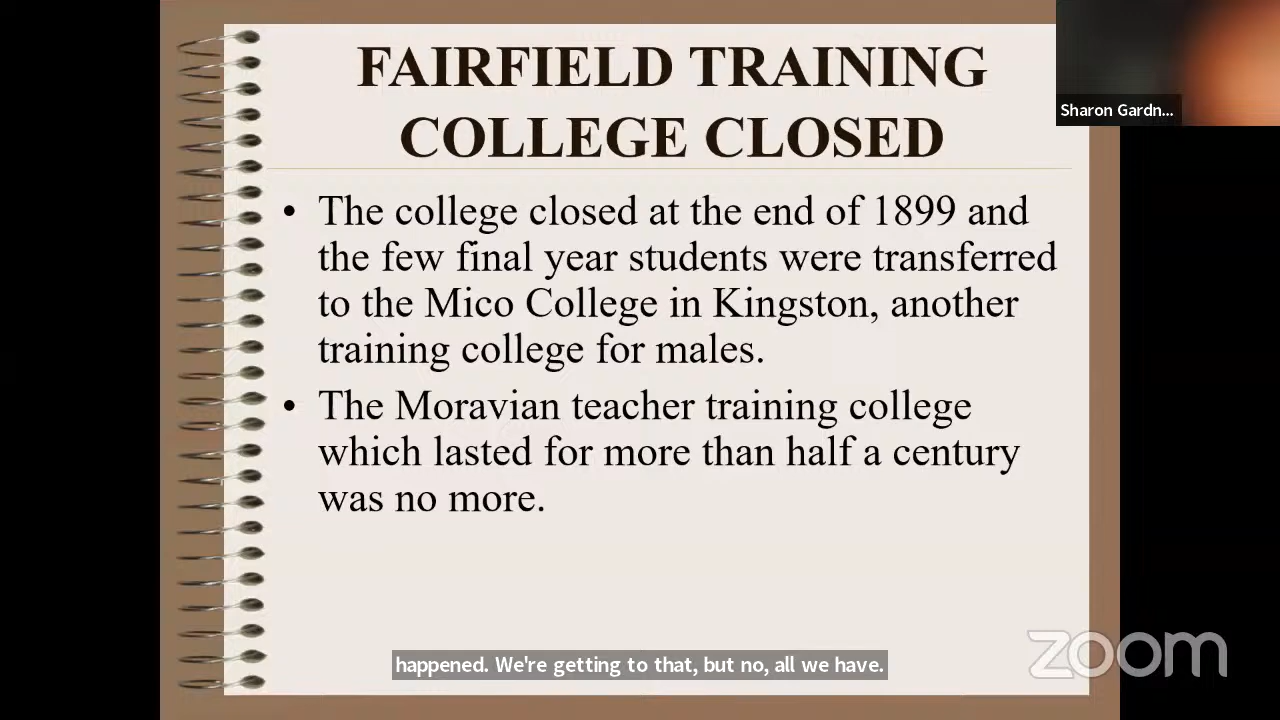 FAIRFIELD TRAINING
COLLEGE CLOSED
Sharon Gardn...
• The college closed at the end of 1899 and
the few final year students were transferred
to the Mico College in Kingston, another
training college for males.
• The Moravian teacher training college
which lasted for more than half a century
was no more.
happened. We're getting to that, but no, all we have.
zoom